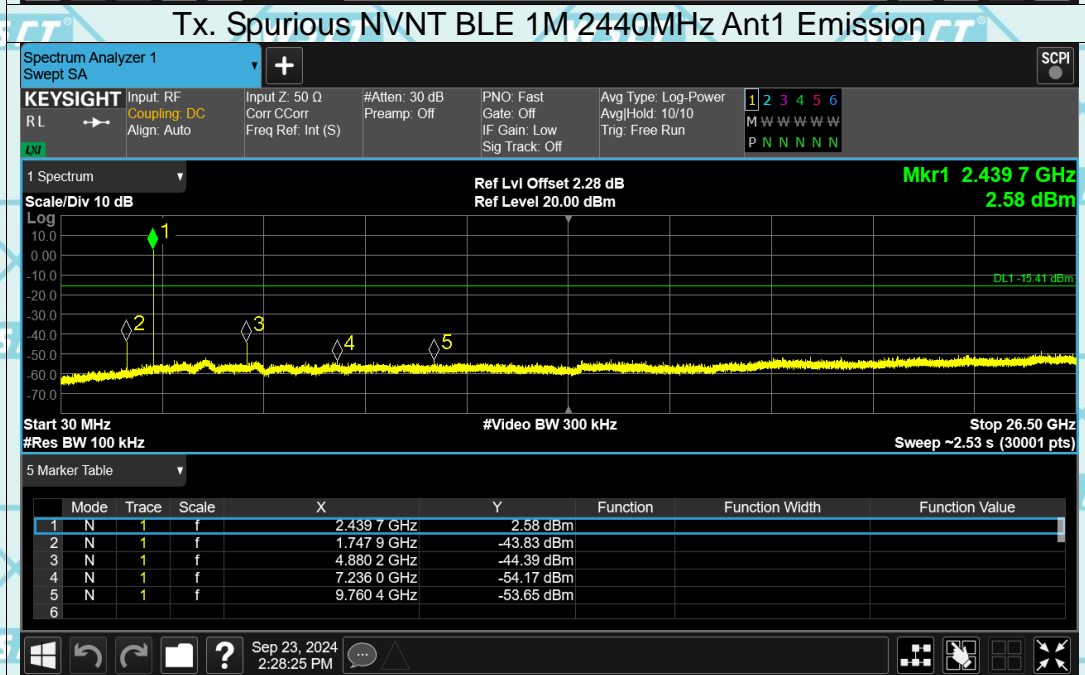 Tx. Spurious NVNT BLE 1M 2440MHz Ant1 Emission
Spectrum Analyzer 1
Swept SA
+
SCPI
KEYSIGHT
R L
LXI
Input: RF
Coupling: DC
Align: Auto
Input Z: 50 Ω
Corr CCorr
Freq Ref: Int (S)
#Atten: 30 dB
Preamp: Off
PNO: Fast
Gate: Off
IF Gain: Low
Sig Track: Off
Avg Type: Log-Power
Avg|Hold: 10/10
Trig: Free Run
1 2 3 4 5 6
M W W W W W
P N N N N N
1 Spectrum
Scale/Div 10 dB
Ref Lvl Offset 2.28 dB
Ref Level 20.00 dBm
Mkr1 2.439 7 GHz
2.58 dBm
Log
10.0
0.00
-10.0
-20.0
-30.0
-40.0
-50.0
-60.0
-70.0
1
2
3
4
5
DL1 -15.41 dBm
Start 30 MHz
#Res BW 100 kHz
#Video BW 300 kHz
Stop 26.50 GHz
Sweep ~2.53 s (30001 pts)
5 Marker Table
Mode Trace Scale X Y Function Function Width Function Value
1 N 1 f 2.439 7 GHz 2.58 dBm
2 N 1 f 1.747 9 GHz -43.83 dBm
3 N 1 f 4.880 2 GHz -44.39 dBm
4 N 1 f 7.236 0 GHz -54.17 dBm
5 N 1 f 9.760 4 GHz -53.65 dBm
6
?
Sep 23, 2024
2:28:25 PM